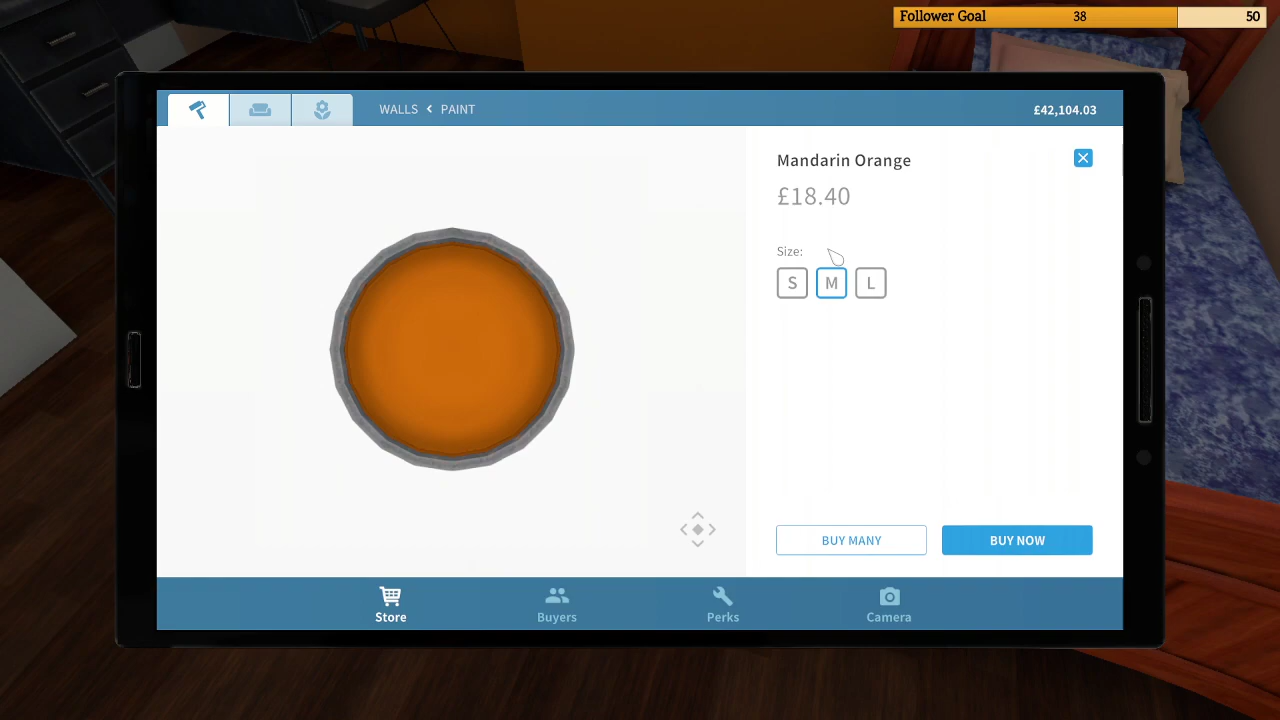 Follower Goal 38 50
WALLS < PAINT £42,104.03
Mandarin Orange
£18.40
Size:
S M L
BUY MANY BUY NOW
Store Buyers Perks Camera